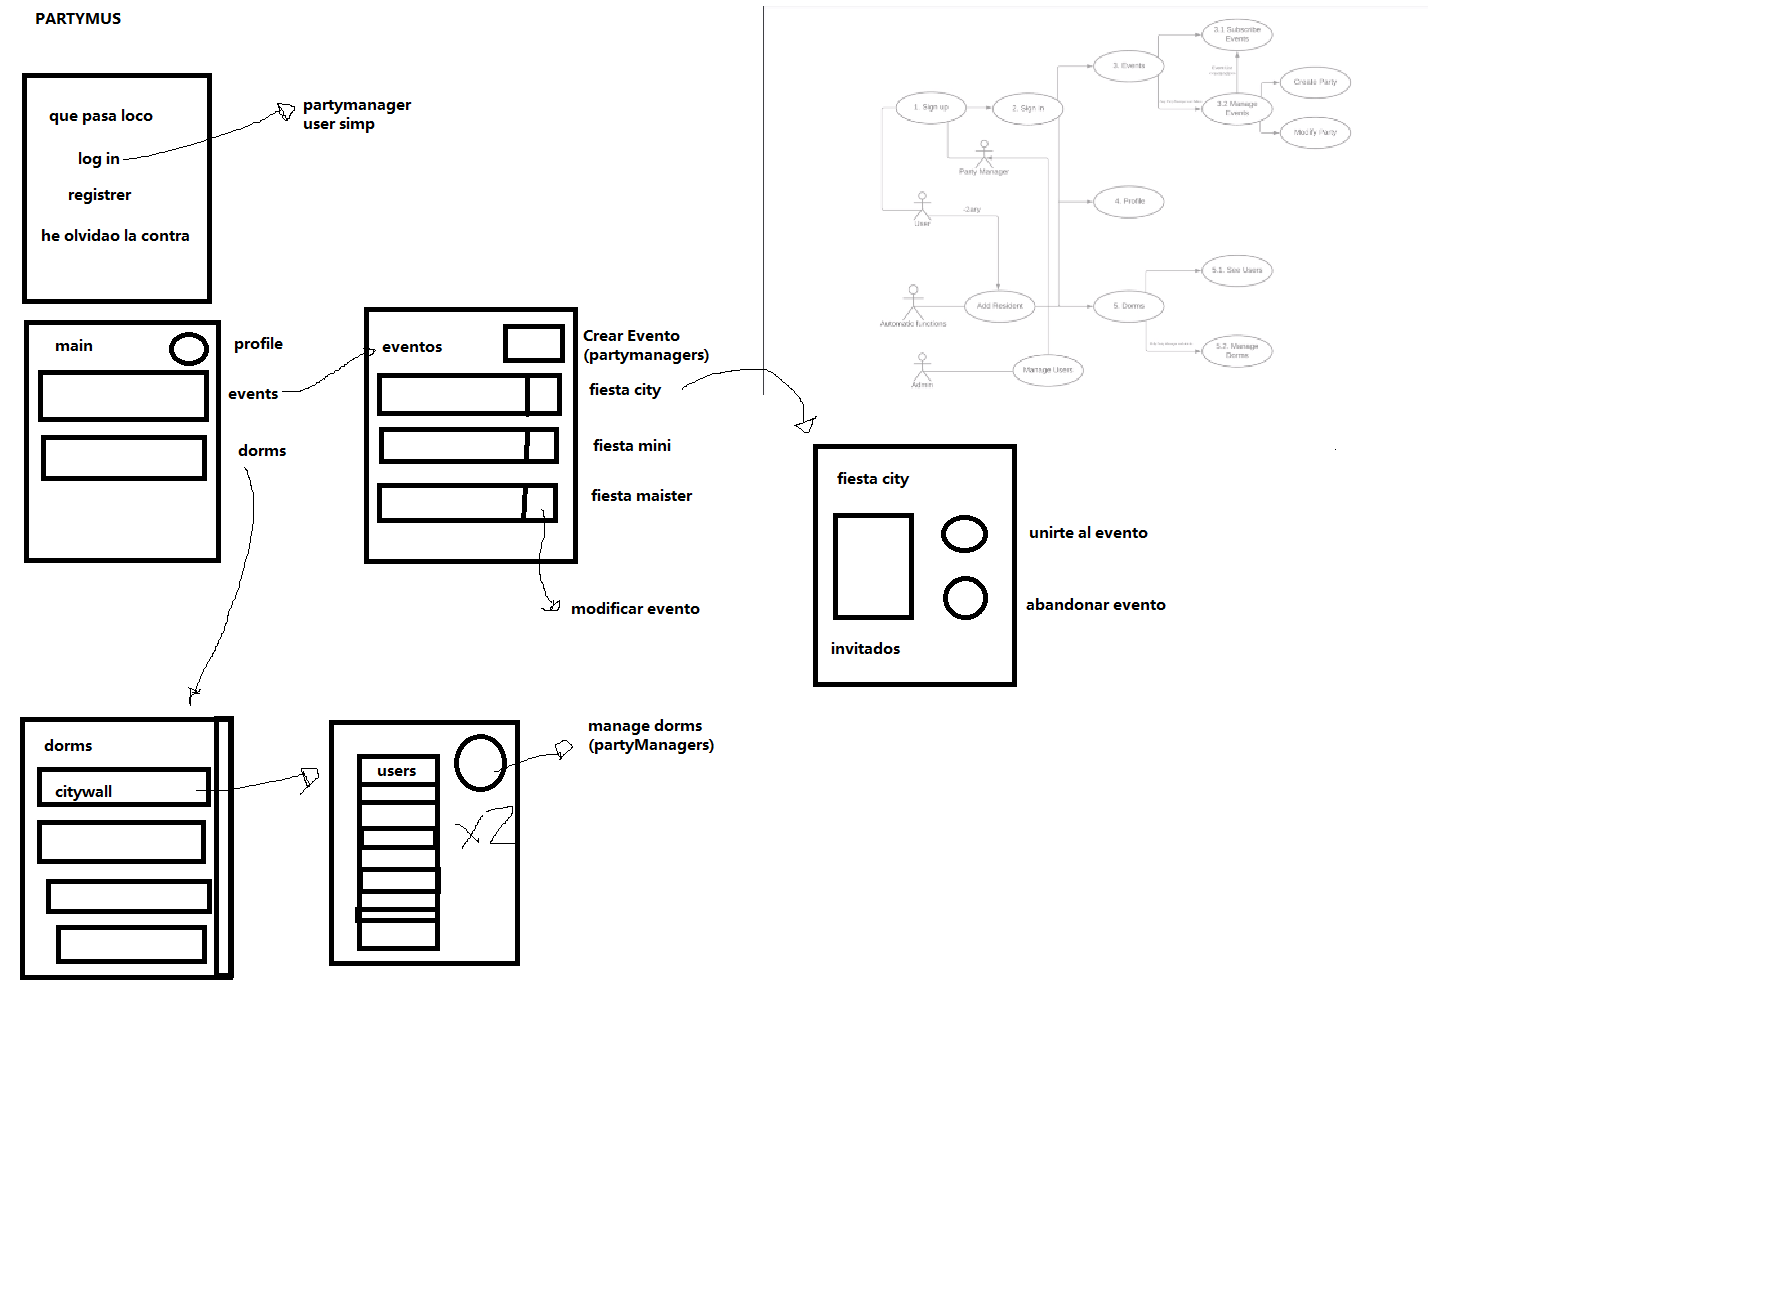 PARTYMUS
que pasa loco
log in
registrer
he olvidao la contra
partymanager
user simp
main
profile
events
dorms
eventos
Crear Evento
(partymanagers)
fiesta city
fiesta mini
fiesta maister
modificar evento
fiesta city
unirte al evento
abandonar evento
invitados
dorms
citywall
users
x2
manage dorms
(partyManagers)
1. Sign up
2. Sign in
3. Events
3.1 Subscribe
Events
3.2 Manage
Events
Create Party
Modify Party
Party Manager
User
4. Profile
Automatic functions
Add Resident
5. Dorms
5.1. See Users
5.2. Manage
Dorms
Admin
Manage Users